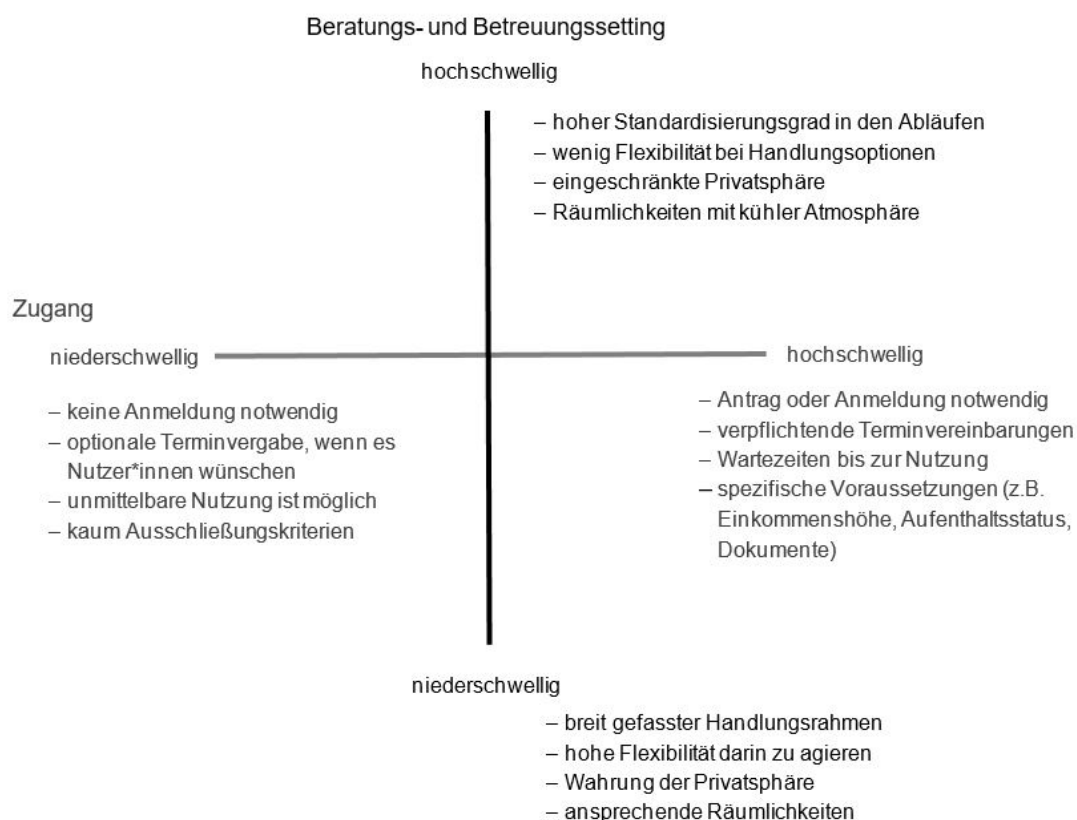 Beratungs- und Betreuungssetting
hochschwellig
– hoher Standardisierungsgrad in den Abläufen
– wenig Flexibilität bei Handlungsoptionen
– eingeschränkte Privatsphäre
– Räumlichkeiten mit kühler Atmosphäre
Zugang
niederschwellig
– keine Anmeldung notwendig
– optionale Terminvergabe, wenn es
Nutzer*innen wünschen
– unmittelbare Nutzung ist möglich
– kaum Ausschließungskriterien
hochschwellig
– Antrag oder Anmeldung notwendig
– verpflichtende Terminvereinbarungen
– Wartezeiten bis zur Nutzung
– spezifische Voraussetzungen (z.B.
Einkommenshöhe, Aufenthaltsstatus,
Dokumente)
niederschwellig
– breit gefasster Handlungsrahmen
– hohe Flexibilität darin zu agieren
– Wahrung der Privatsphäre
– ansprechende Räumlichkeiten